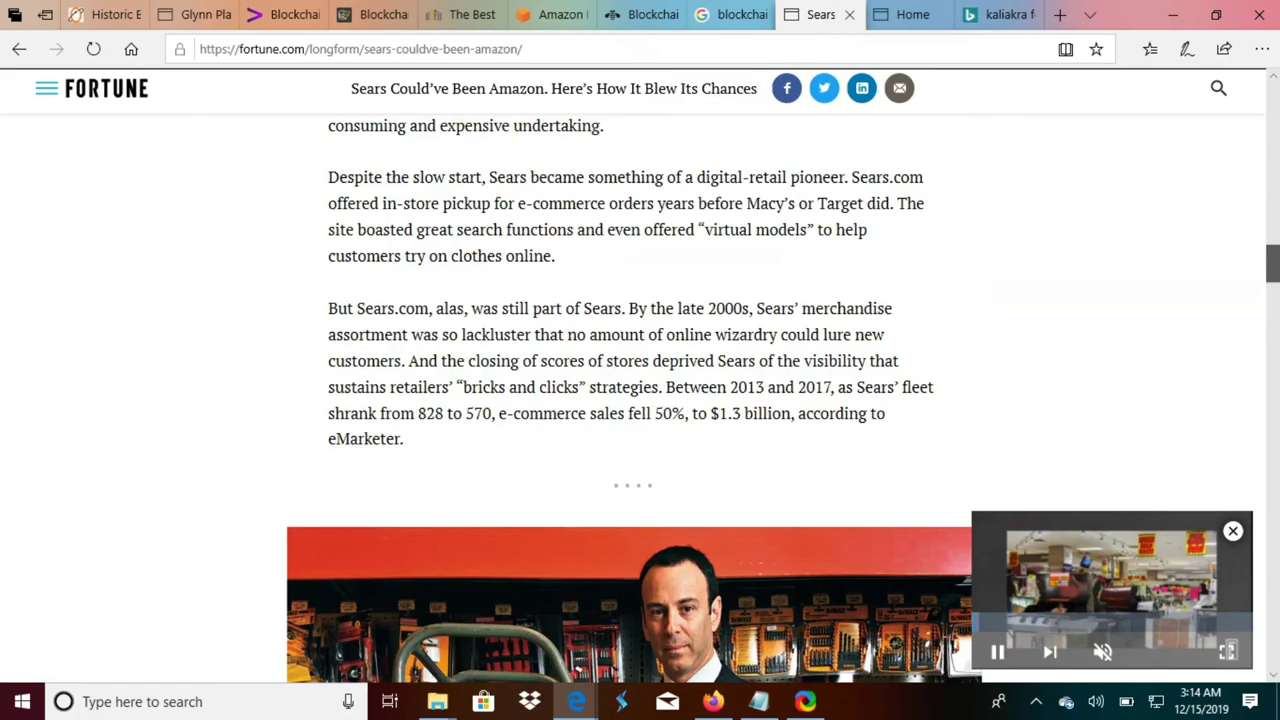 Historic E
Glynn Pla
Blockchai
Blockcha
The Best
Amazon
Blockchai
blockchai
Sears
Home
kaliakra f
https://fortune.com/longform/sears-couldve-been-amazon/
FORTUNE
Sears Could’ve Been Amazon. Here’s How It Blew Its Chances
consuming and expensive undertaking.
Despite the slow start, Sears became something of a digital-retail pioneer. Sears.com
offered in-store pickup for e-commerce orders years before Macy’s or Target did. The
site boasted great search functions and even offered “virtual models” to help
customers try on clothes online.
But Sears.com, alas, was still part of Sears. By the late 2000s, Sears’ merchandise
assortment was so lackluster that no amount of online wizardry could lure new
customers. And the closing of scores of stores deprived Sears of the visibility that
sustains retailers’ “bricks and clicks” strategies. Between 2013 and 2017, as Sears’ fleet
shrank from 828 to 570, e-commerce sales fell 50%, to $1.3 billion, according to
eMarketer.
Type here to search
3:14 AM
12/15/2019